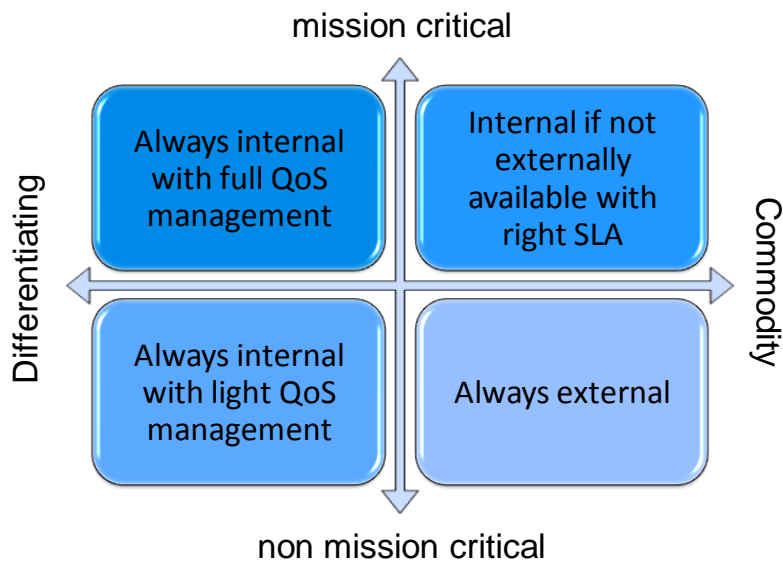 mission critical
Always internal
with full QoS
management
Internal if not
externally
available with
right SLA
Differentiating
Commodity
Always internal
with light QoS
management
Always external
non mission critical